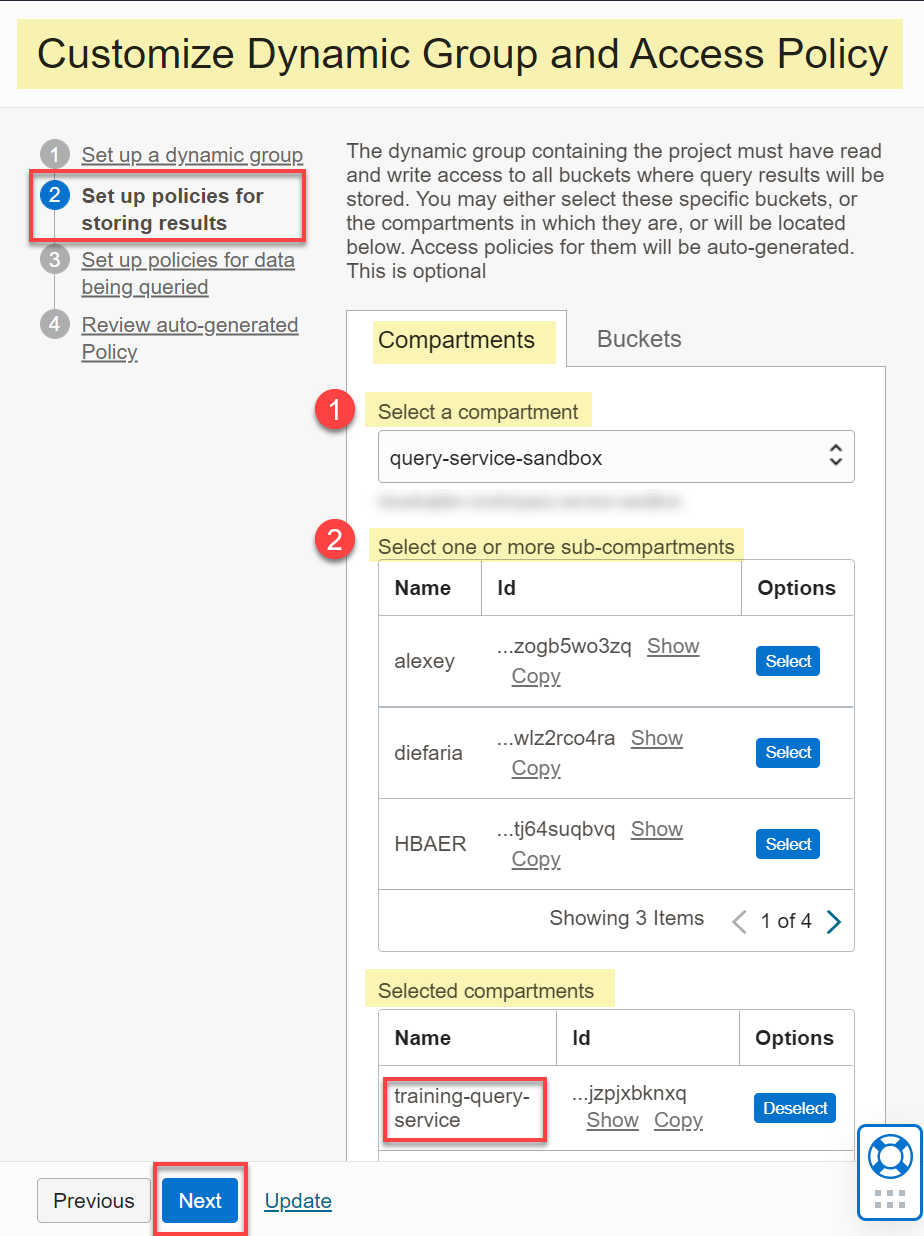 Customize Dynamic Group and Access Policy
1 Set up a dynamic group
2 Set up policies for
storing results
3 Set up policies for data
being queried
4 Review auto-generated
Policy
The dynamic group containing the project must have read
and write access to all buckets where query results will be
stored. You may either select these specific buckets, or
the compartments in which they are, or will be located
below. Access policies for them will be auto-generated.
This is optional
Compartments Buckets
1 Select a compartment
query-service-sandbox
2 Select one or more sub-compartments
Name Id Options
alexey ...zogb5wo3zq Show Select
Copy
diefaria ...wlz2rco4ra Show Select
Copy
HBAER ...tj64suqbvq Show Select
Copy
Showing 3 Items 1 of 4
Selected compartments
Name Id Options
training-query-
service
...jzpjxbknxq
Show Copy
Deselect
Previous Next Update